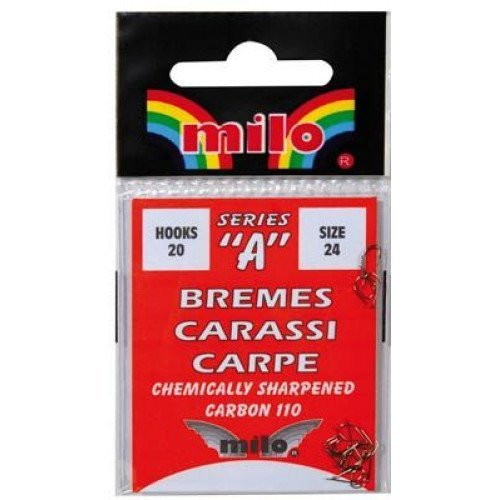 milo®
SERIES
HOOKS "A" SIZE
20 24
BREMES
CARASSI
CARPE
CHEMICALLY SHARPENED
CARBON 110
milo®